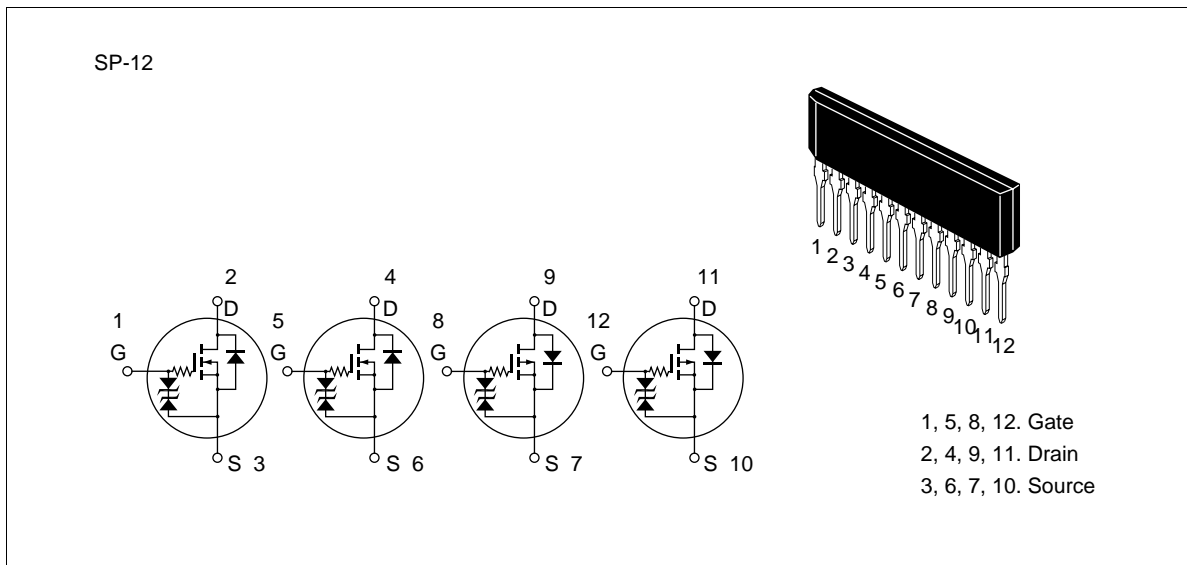 SP-12
1 2 3 4 5 6 7 8 9 10 11 12
2 4 9 11
D D D D
1 5 8 12
G G G G
S 3 S 6 S 7 S 10
1, 5, 8, 12. Gate
2, 4, 9, 11. Drain
3, 6, 7, 10. Source